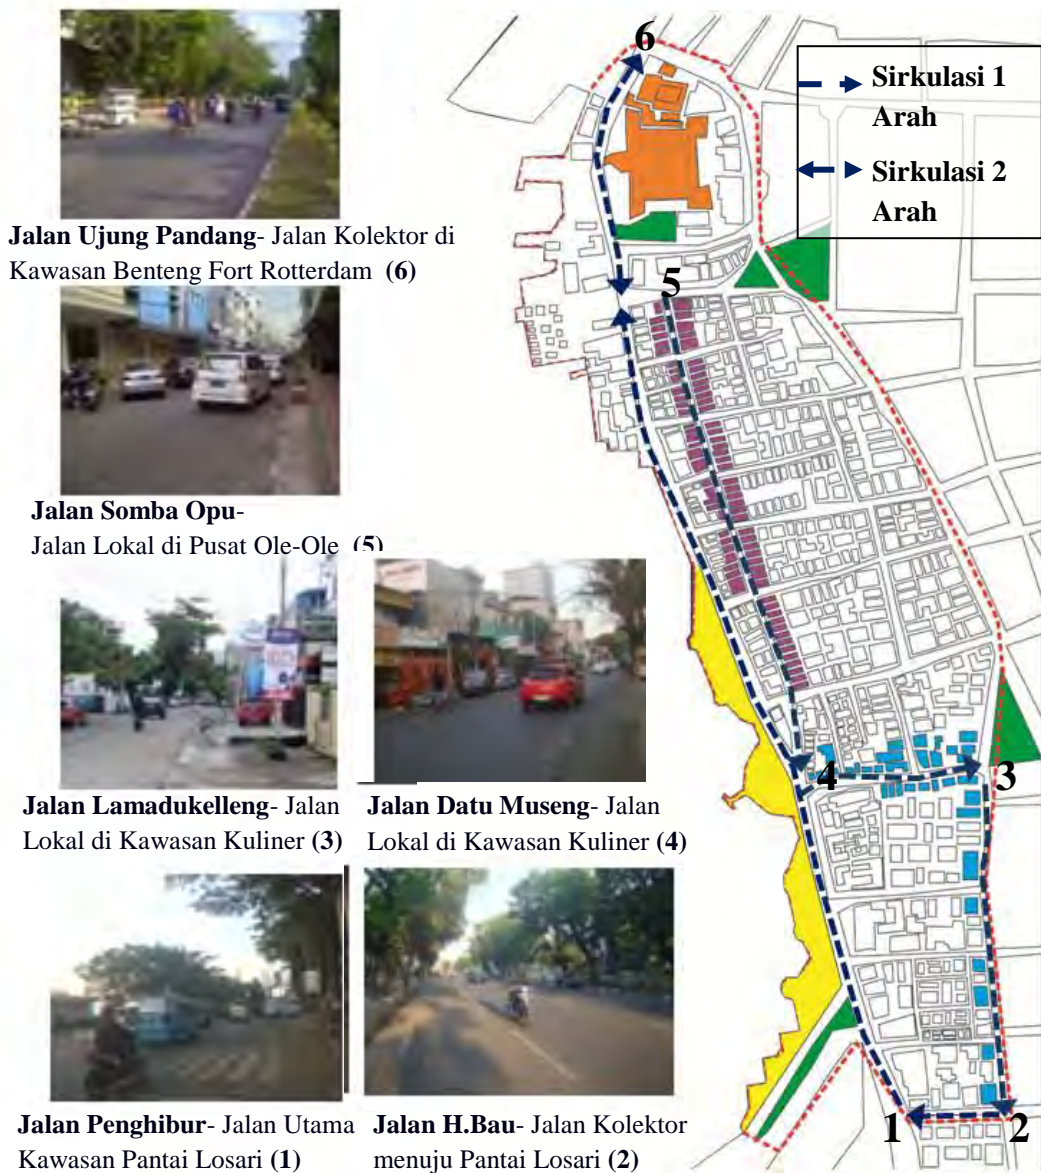 Jalan Ujung Pandang- Jalan Kolektor di
Kawasan Benteng Fort Rotterdam (6)
Jalan Somba Opu-
Jalan Lokal di Pusat Ole-Ole (5)
Jalan Lamadukelleng- Jalan
Lokal di Kawasan Kuliner (3)
Jalan Datu Museng- Jalan
Lokal di Kawasan Kuliner (4)
Jalan Penghibur- Jalan Utama
Kawasan Pantai Losari (1)
Jalan H.Bau- Jalan Kolektor
menuju Pantai Losari (2)
Sirkulasi 1
Arah
Sirkulasi 2
Arah
6
5
4
3
1
2